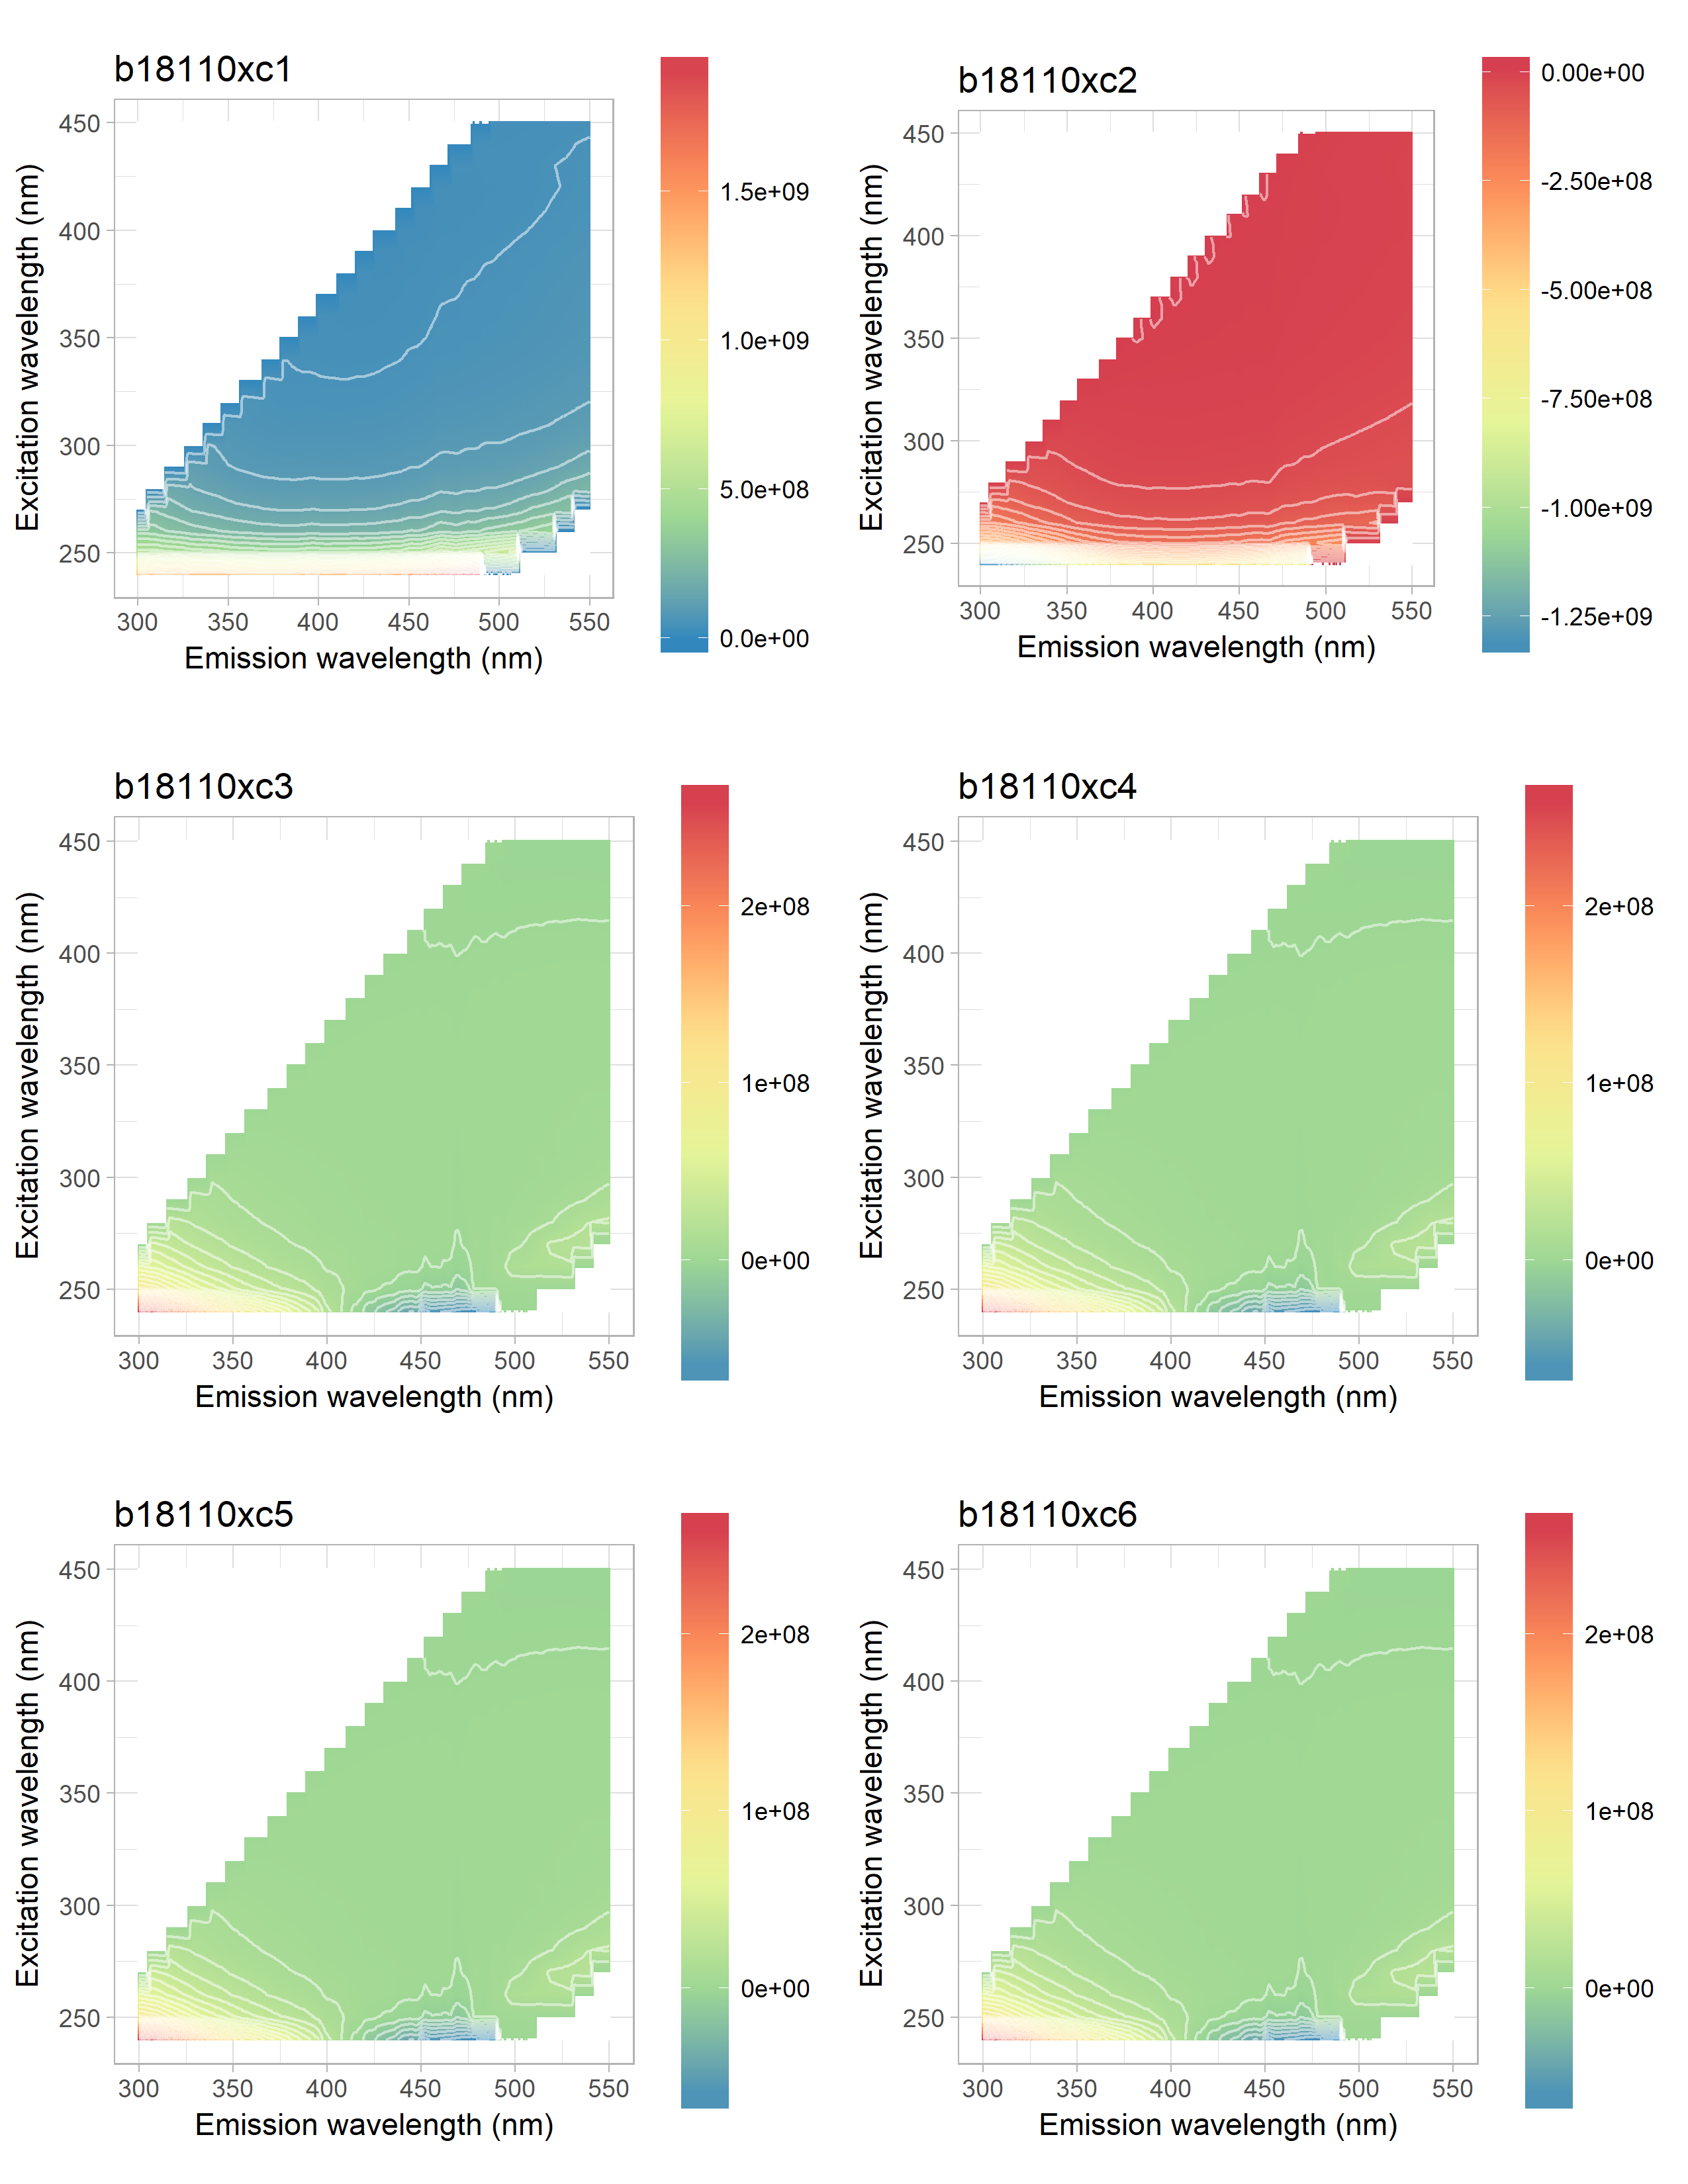 b18110xc1
Excitation wavelength (nm)
450
400
350
300
250
300 350 400 450 500 550
Emission wavelength (nm)
1.5e+09
1.0e+09
5.0e+08
0.0e+00
b18110xc2
Excitation wavelength (nm)
450
400
350
300
250
300 350 400 450 500 550
Emission wavelength (nm)
0.00e+00
-2.50e+08
-5.00e+08
-7.50e+08
-1.00e+09
-1.25e+09
b18110xc3
Excitation wavelength (nm)
450
400
350
300
250
300 350 400 450 500 550
Emission wavelength (nm)
2e+08
1e+08
0e+00
b18110xc4
Excitation wavelength (nm)
450
400
350
300
250
300 350 400 450 500 550
Emission wavelength (nm)
2e+08
1e+08
0e+00
b18110xc5
Excitation wavelength (nm)
450
400
350
300
250
300 350 400 450 500 550
Emission wavelength (nm)
2e+08
1e+08
0e+00
b18110xc6
Excitation wavelength (nm)
450
400
350
300
250
300 350 400 450 500 550
Emission wavelength (nm)
2e+08
1e+08
0e+00